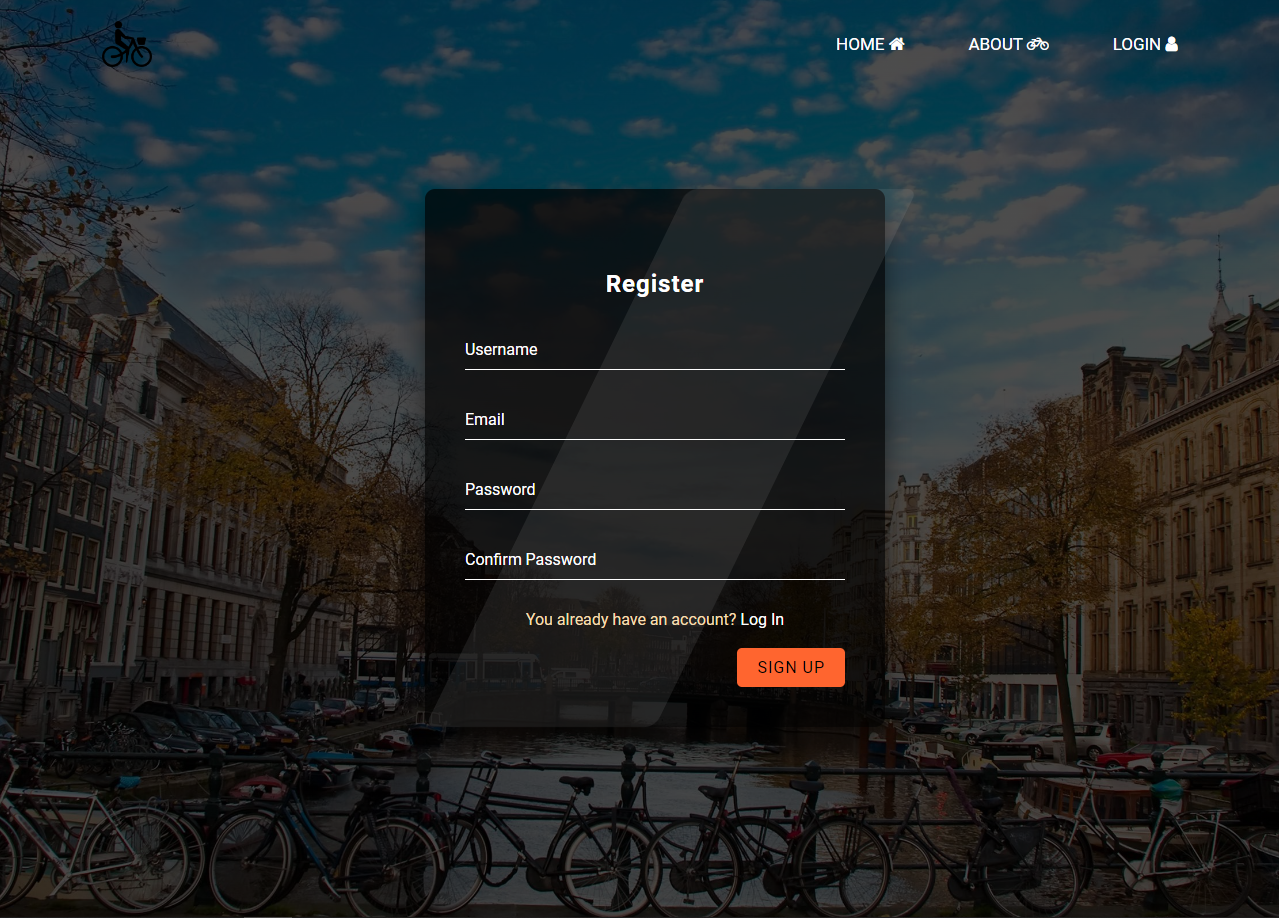 HOME
ABOUT
LOGIN
Register
Username
Email
Password
Confirm Password
You already have an account? Log In
SIGN UP